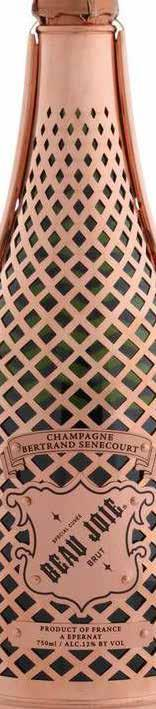 CHAMPAGNE
BERTRAND SENECOURT
SPECIAL CUVÉE
BEAU JOIE®
BRUT
PRODUCT OF FRANCE
A EPERNAY
750ml / ALC.12% BY VOL